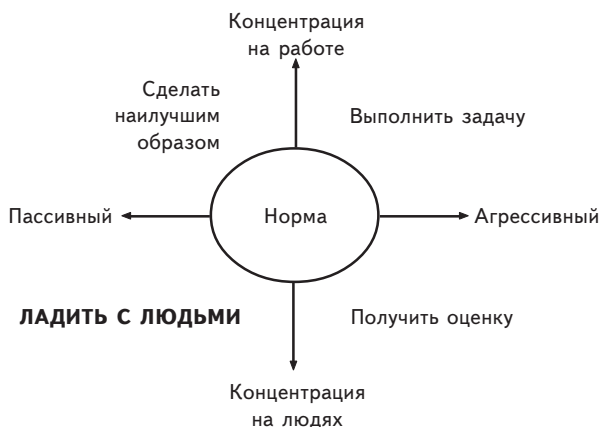 Концентрация
на работе
Сделать
наилучшим
образом
Выполнить задачу
Пассивный
Норма
Агрессивный
ЛАДИТЬ С ЛЮДЬМИ
Получить оценку
Концентрация
на людях